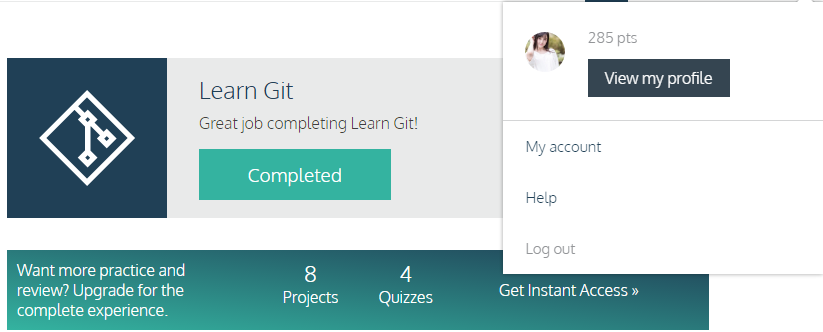 285 pts
View my profile
My account
Help
Log out
Learn Git
Great job completing Learn Git!
Completed
Want more practice and
review? Upgrade for the
complete experience.
8
Projects
4
Quizzes
Get Instant Access »